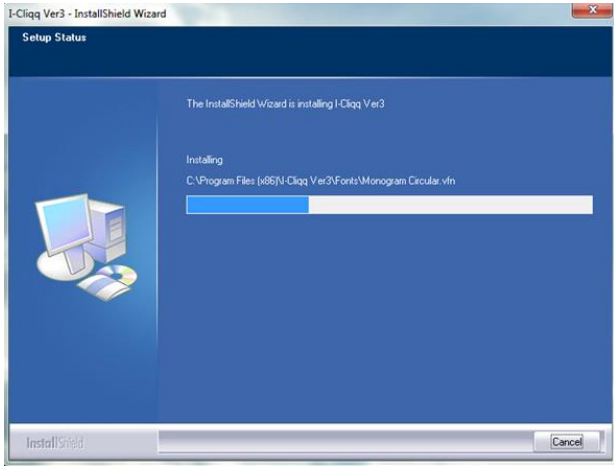 I-Cliqq Ver3 - InstallShield Wizard
Setup Status
The InstallShield Wizard is installing I-Cliqq Ver3
Installing
C:\Program Files (x86)\I-Cliqq Ver3\Fonts\Monogram Circular.vfn
InstallShield
Cancel